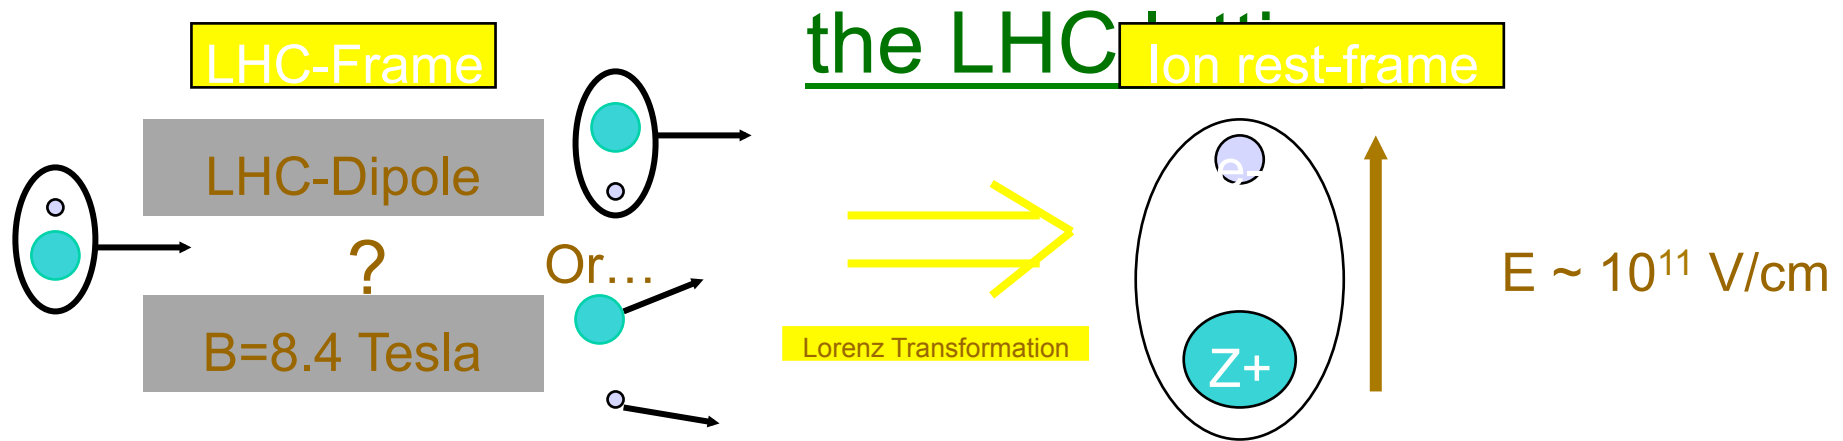 the LHC
LHC-Frame
Ion rest-frame
LHC-Dipole
e-
?
Or…
E ~ 10¹¹ V/cm
B=8.4 Tesla
Lorenz Transformation
Z+